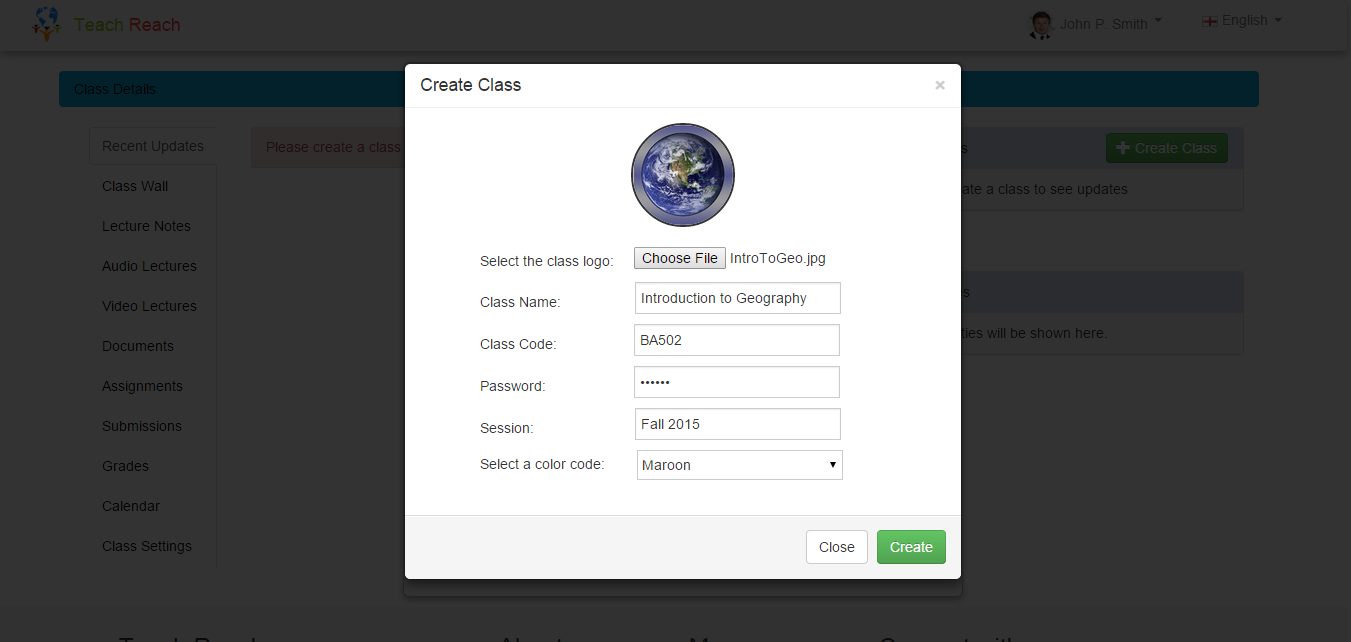 Teach Reach
John P. Smith
English
Class Details
Create Class
×
Recent Updates
Class Wall
Lecture Notes
Audio Lectures
Video Lectures
Documents
Assignments
Submissions
Grades
Calendar
Class Settings
Please create a class
Create Class
a class to see updates
will be shown here.
Select the class logo: Choose File IntroToGeo.jpg
Class Name: Introduction to Geography
Class Code: BA502
Password: ••••••
Session: Fall 2015
Select a color code: Maroon
Close Create